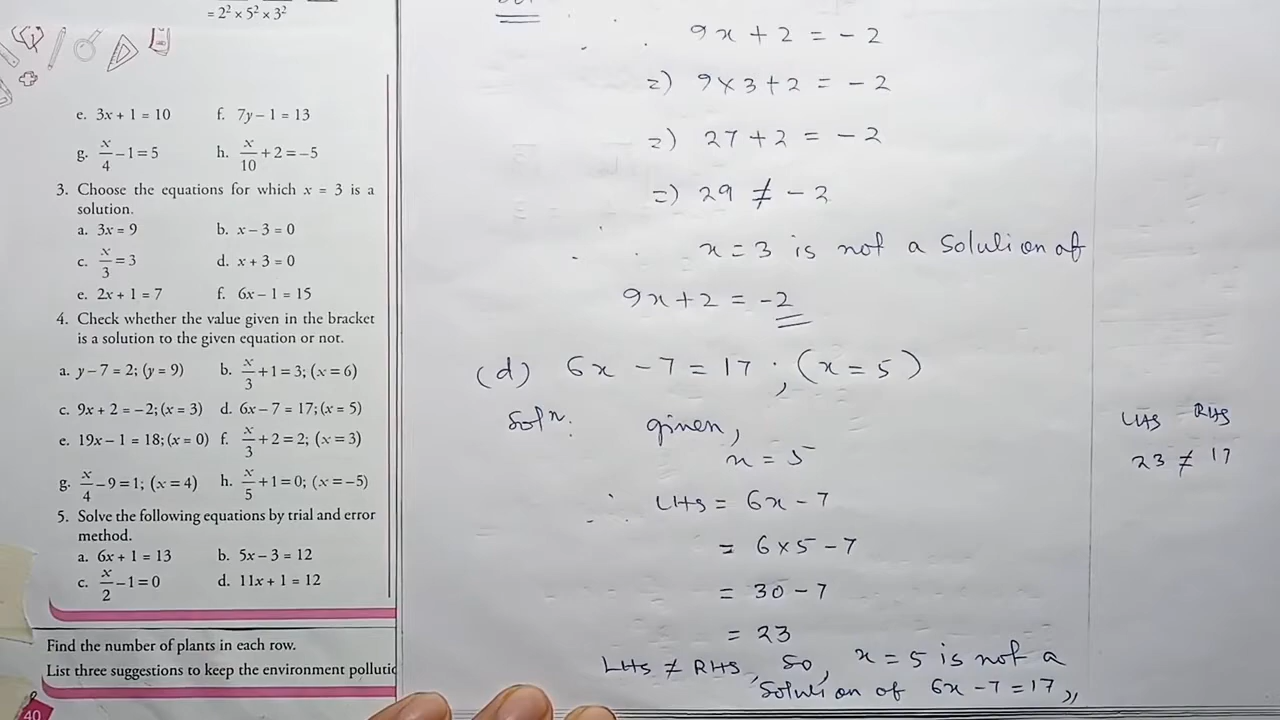 = 2² × 5² × 3²
e. 3x + 1 = 10 f. 7y – 1 = 13
g. x/4 – 1 = 5 h. x/10 + 2 = –5
3. Choose the equations for which x = 3 is a
solution.
a. 3x = 9 b. x – 3 = 0
c. x/3 = 3 d. x + 3 = 0
e. 2x + 1 = 7 f. 6x – 1 = 15
4. Check whether the value given in the bracket
is a solution to the given equation or not.
a. y – 7 = 2; (y = 9) b. x/3 + 1 = 3; (x = 6)
c. 9x + 2 = –2; (x = 3) d. 6x – 7 = 17; (x = 5)
e. 19x – 1 = 18; (x = 0) f. x/3 + 2 = 2; (x = 3)
g. x/4 – 9 = 1; (x = 4) h. x/5 + 1 = 0; (x = –5)
5. Solve the following equations by trial and error
method.
a. 6x + 1 = 13 b. 5x – 3 = 12
c. x/2 – 1 = 0 d. 11x + 1 = 12
Find the number of plants in each row.
List three suggestions to keep the environment
40
9x + 2 = - 2
=) 9 × 3 + 2 = - 2
=) 27 + 2 = - 2
=) 29 ≠ - 2
∴ x = 3 is not a Solution of
9x + 2 = - 2
(d) 6x - 7 = 17 ; (x = 5)
Solⁿ: given,
x = 5
∴ LHS = 6x - 7
= 6 × 5 - 7
= 30 - 7
= 23
LHS ≠ RHS, So, x = 5 is not a
Solution of 6x - 7 = 17 //
LHS RHS
23 ≠ 17